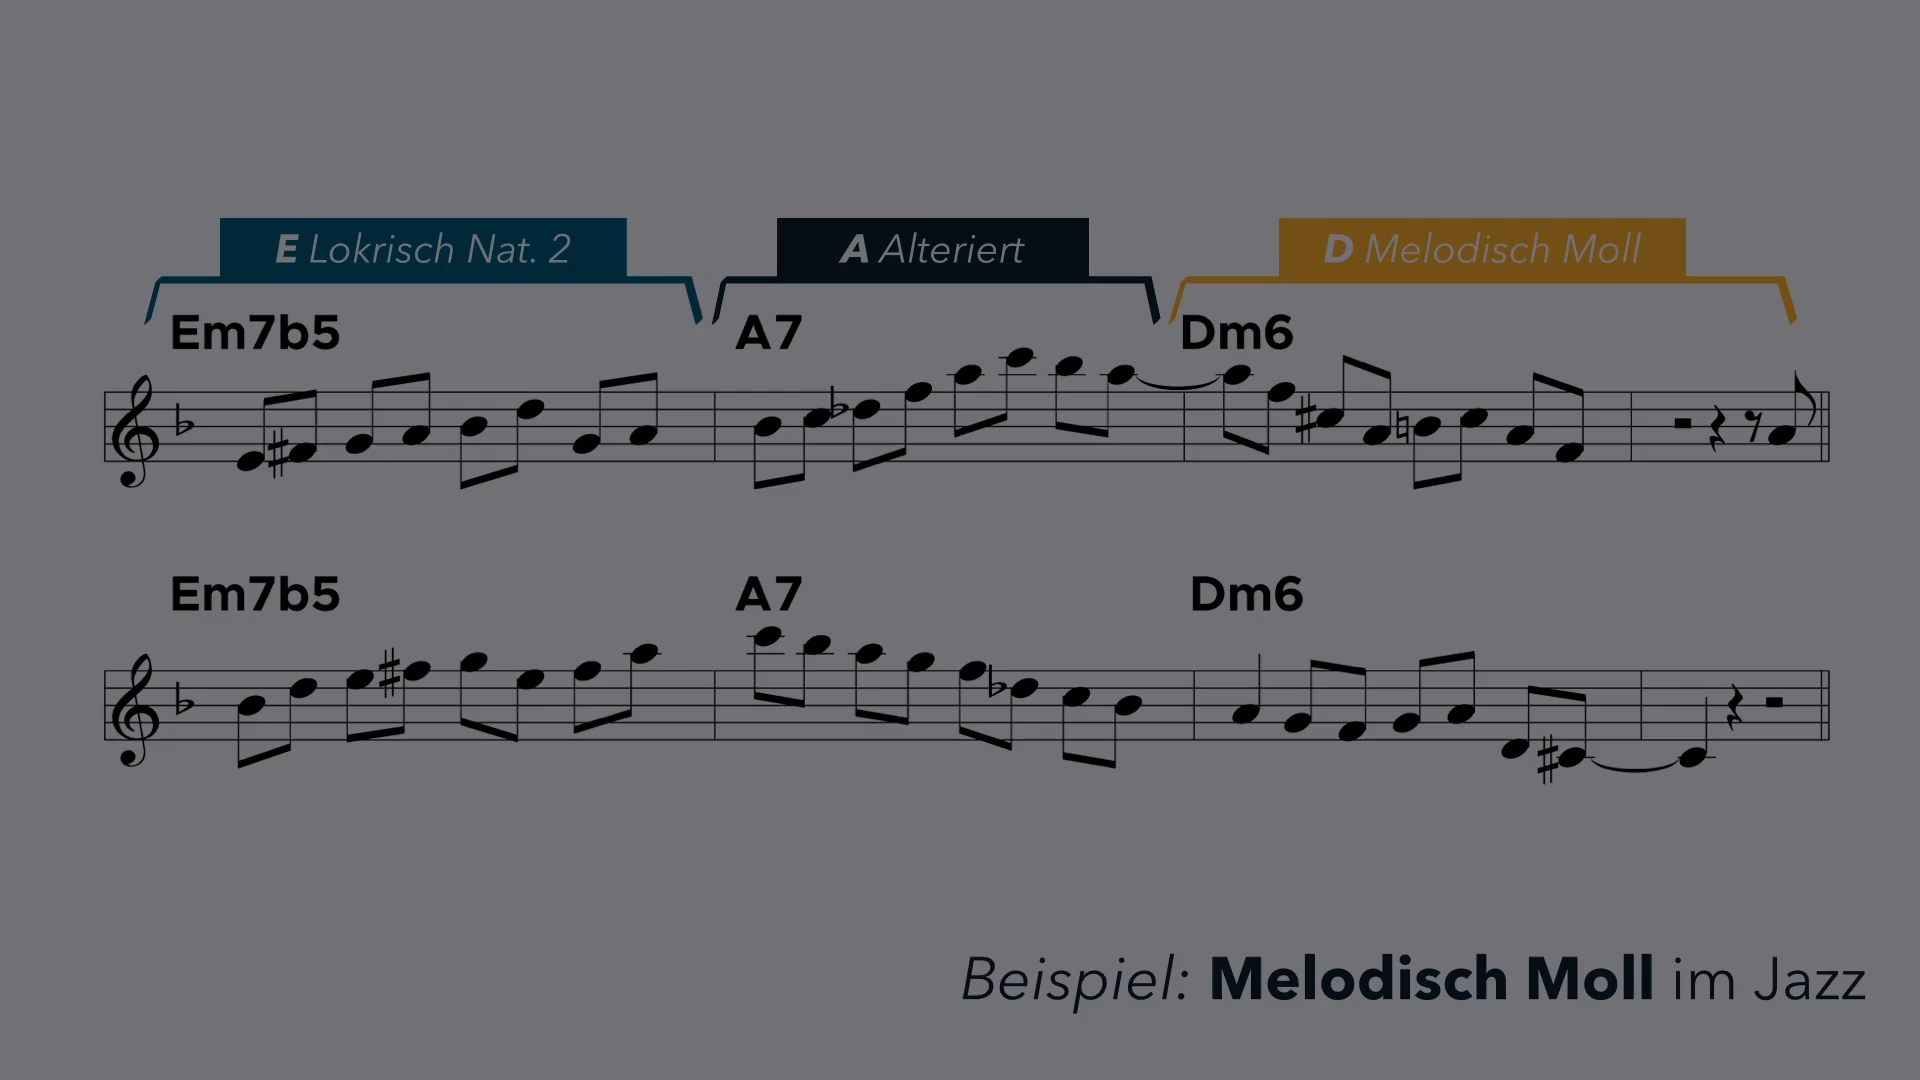 E Lokrisch Nat. 2 A Alteriert D Melodisch Moll
Em7b5 A7 Dm6
Em7b5 A7 Dm6
Beispiel: Melodisch Moll im Jazz